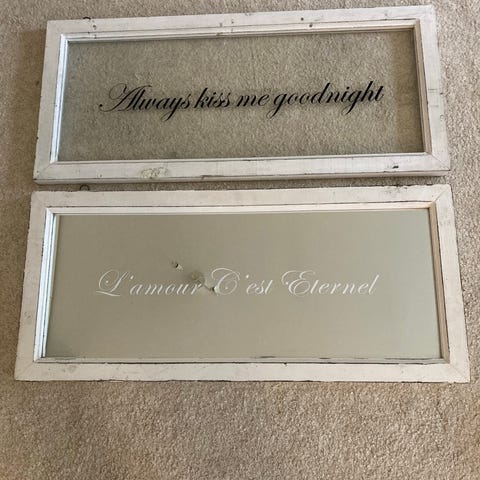 Always kiss me goodnight
L'amour C'est Eternel